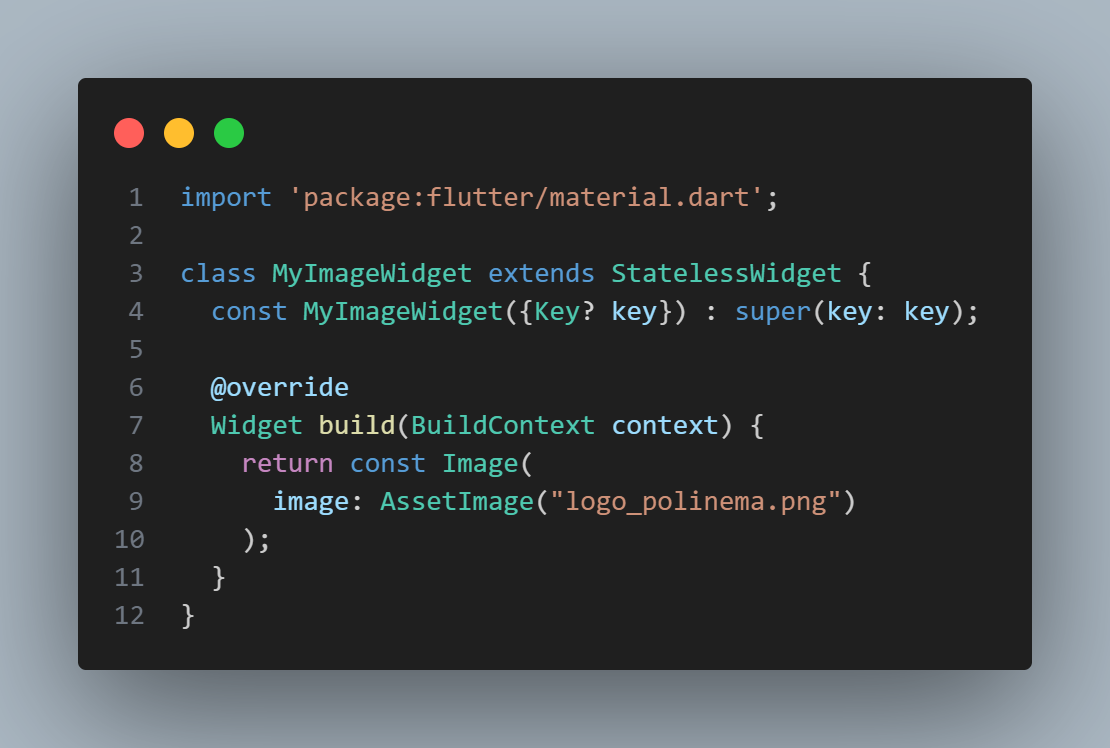 1 import 'package:flutter/material.dart';
2
3 class MyImageWidget extends StatelessWidget {
4   const MyImageWidget({Key? key}) : super(key: key);
5
6   @override
7   Widget build(BuildContext context) {
8     return const Image(
9       image: AssetImage("logo_polinema.png")
10     );
11   }
12 }